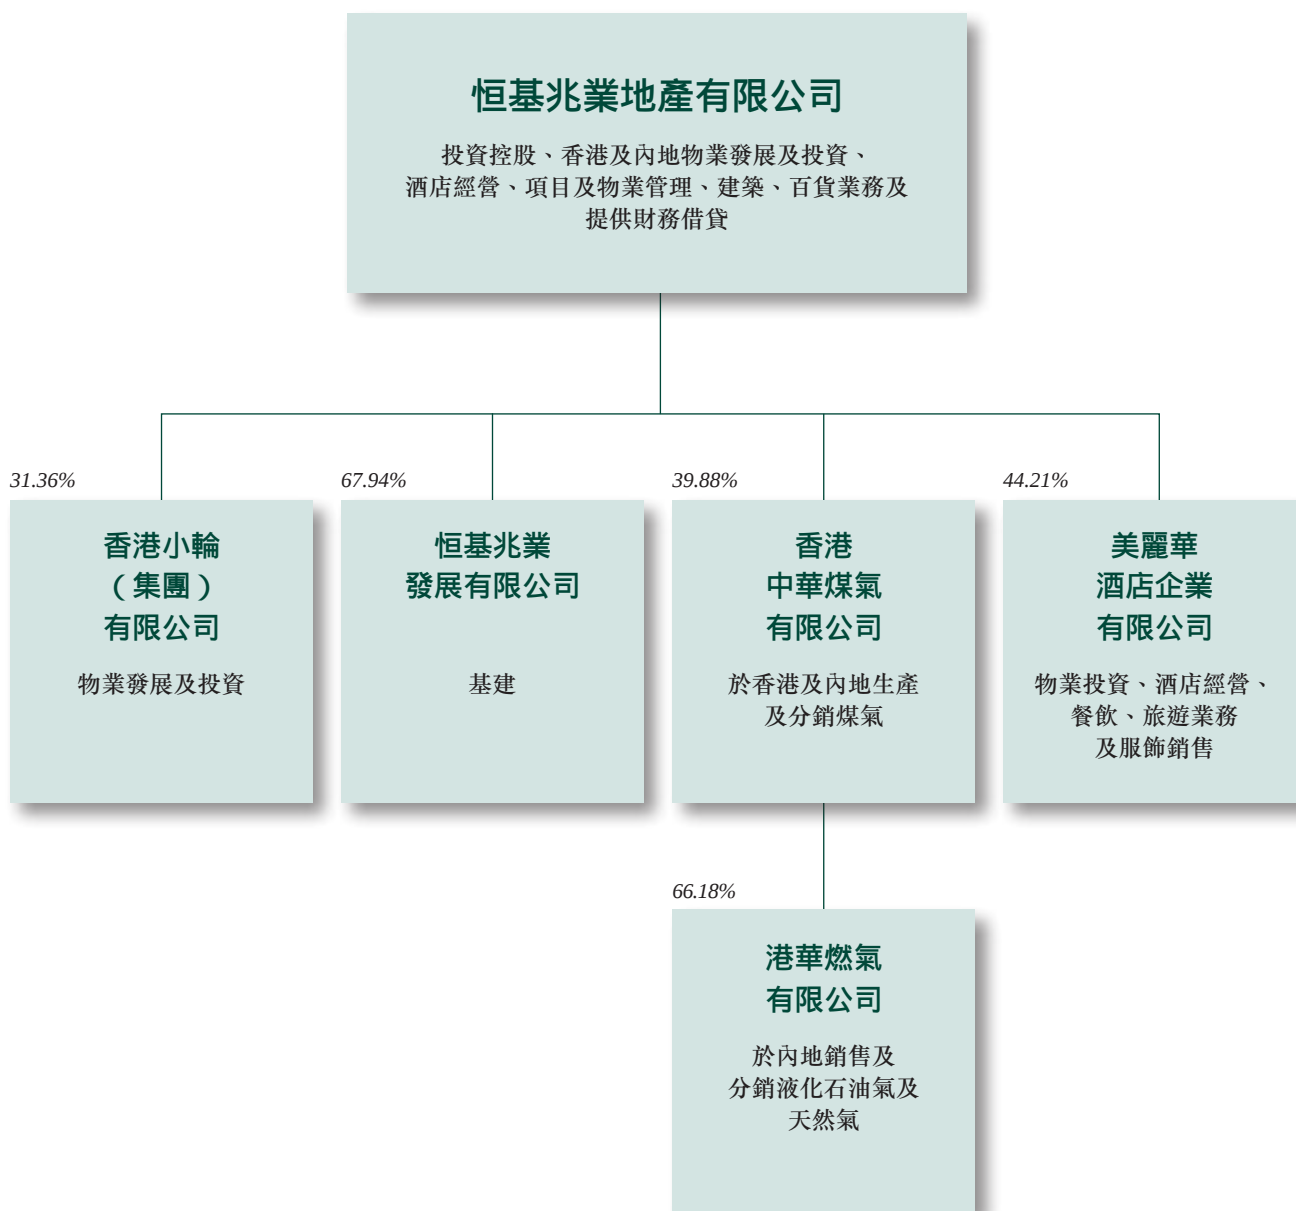 恒基兆業地產有限公司
投資控股、香港及內地物業發展及投資、
酒店經營、項目及物業管理、建築、百貨業務及
提供財務借貸
31.36%
香港小輪
（集團）
有限公司
物業發展及投資
67.94%
恒基兆業
發展有限公司
基建
39.88%
香港
中華煤氣
有限公司
於香港及內地生產
及分銷煤氣
44.21%
美麗華
酒店企業
有限公司
物業投資、酒店經營、
餐飲、旅遊業務
及服飾銷售
66.18%
港華燃氣
有限公司
於內地銷售及
分銷液化石油氣及
天然氣